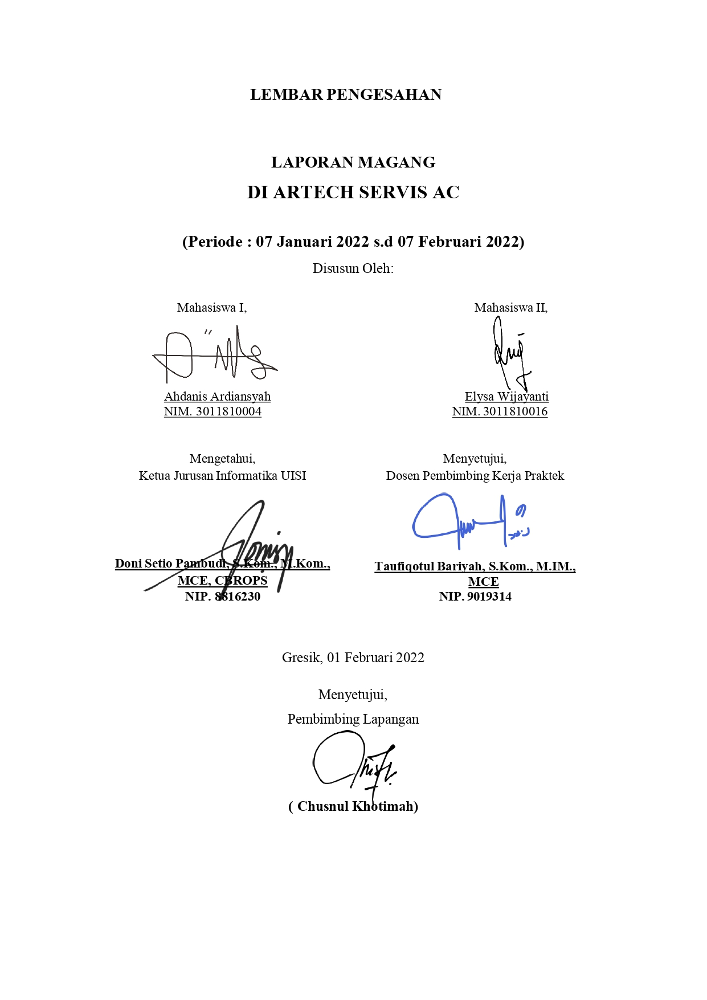 LEMBAR PENGESAHAN
LAPORAN MAGANG
DI ARTECH SERVIS AC
(Periode : 07 Januari 2022 s.d 07 Februari 2022)
Disusun Oleh:
Mahasiswa I,
Ahdanis Ardiansyah
NIM. 3011810004
Mahasiswa II,
Elysa Wijayanti
NIM. 3011810016
Mengetahui,
Ketua Jurusan Informatika UISI
Doni Setio Pambudi, S.Kom., M.Kom.,
MCE, CBROPS
NIP. 8816230
Menyetujui,
Dosen Pembimbing Kerja Praktek
Taufiqotul Bariyah, S.Kom., M.IM.,
MCE
NIP. 9019314
Gresik, 01 Februari 2022
Menyetujui,
Pembimbing Lapangan
( Chusnul Khotimah)